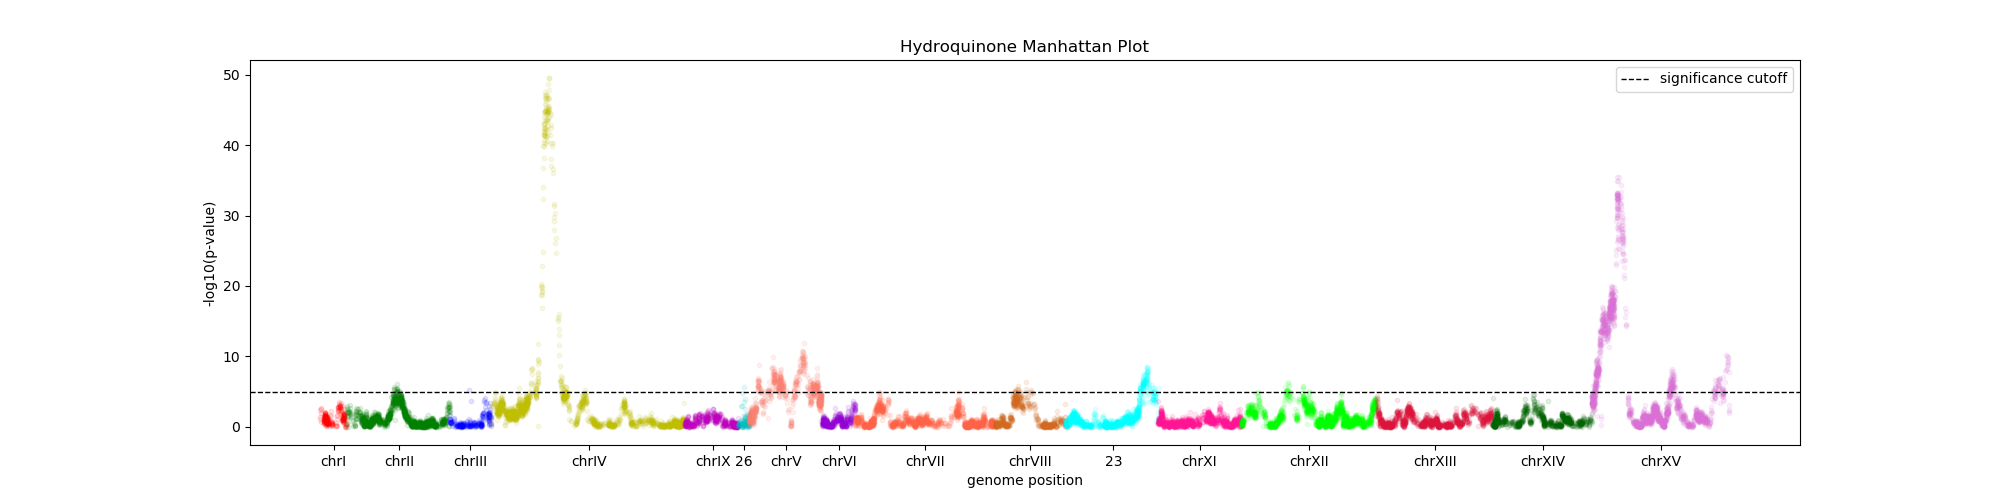 Hydroquinone Manhattan Plot
significance cutoff
-log10(p-value)
50
40
30
20
10
0
chrI chrII chrIII chrIV chrIX 26 chrV chrVI chrVII chrVIII 23 chrXI chrXII chrXIII chrXIV chrXV
genome position